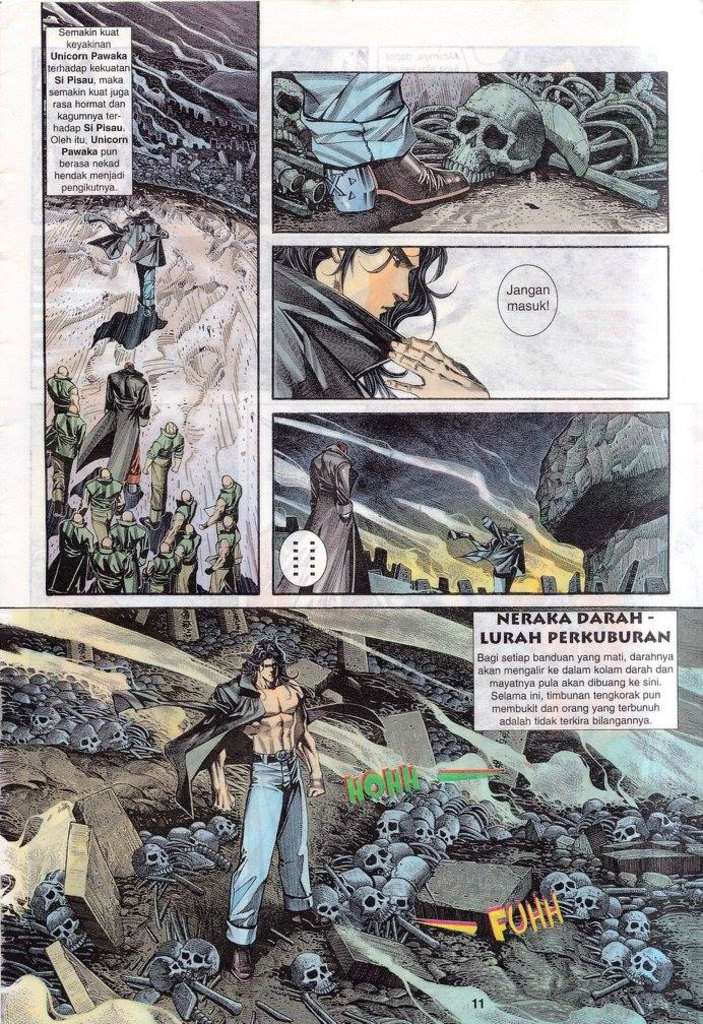 Semakin kuat
keyakinan
Unicorn Pawaka
terhadap kekuatan
Si Pisau, maka
semakin kuat juga
rasa hormat dan
kagumnya ter-
hadap Si Pisau.
Oleh itu, Unicorn
Pawaka pun
berasa nekad
hendak menjadi
pengikutnya.
Jangan
masuk!
NERAKA DARAH -
LURAH PERKUBURAN
Bagi setiap banduan yang mati, darahnya
akan mengalir ke dalam kolam darah dan
mayatnya pula akan dibuang ke sini.
Selama ini, timbunan tengkorak pun
membukit dan orang yang terbunuh
adalah tidak terkira bilangannya.
HOHH
FUHH
11